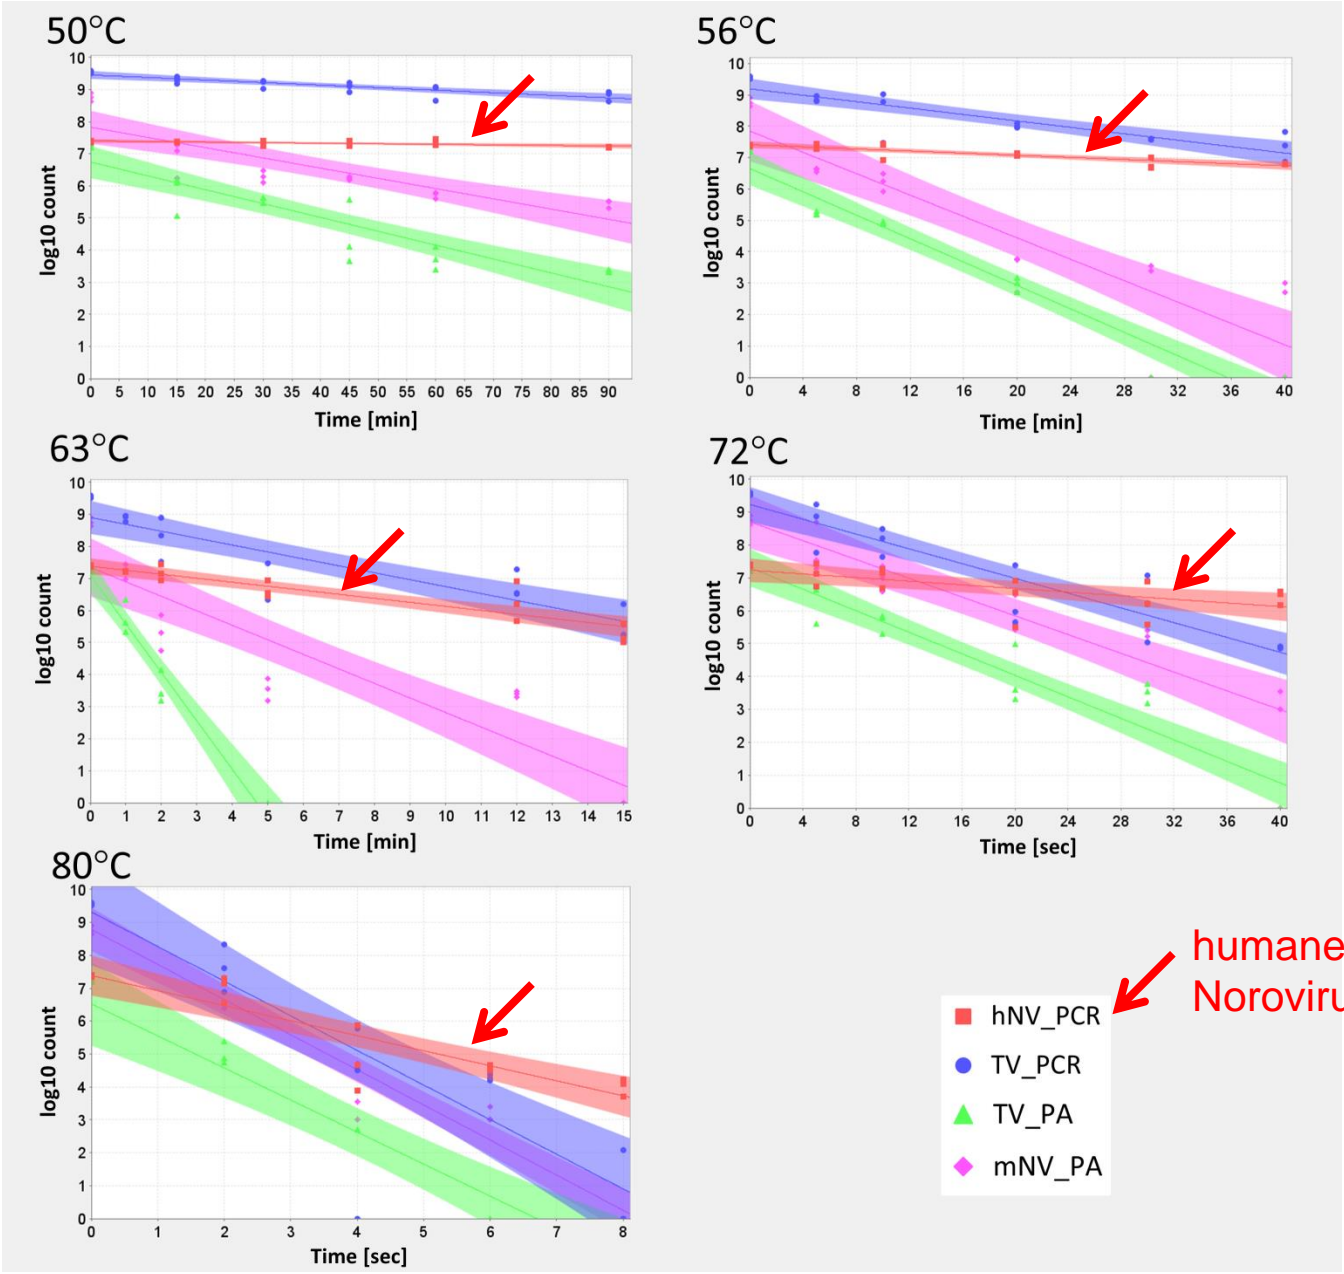 50°C
10
9
8
7
6
5
4
3
2
1
0
log10 count
0 5 10 15 20 25 30 35 40 45 50 55 60 65 70 75 80 85 90
Time [min]
56°C
10
9
8
7
6
5
4
3
2
1
0
log10 count
0 4 8 12 16 20 24 28 32 36 40
Time [min]
63°C
10
9
8
7
6
5
4
3
2
1
0
log10 count
0 1 2 3 4 5 6 7 8 9 10 11 12 13 14 15
Time [min]
72°C
10
9
8
7
6
5
4
3
2
1
0
log10 count
0 4 8 12 16 20 24 28 32 36 40
Time [sec]
80°C
10
9
8
7
6
5
4
3
2
1
0
log10 count
0 1 2 3 4 5 6 7 8
Time [sec]
humane
Noroviru
hNV_PCR
TV_PCR
TV_PA
mNV_PA